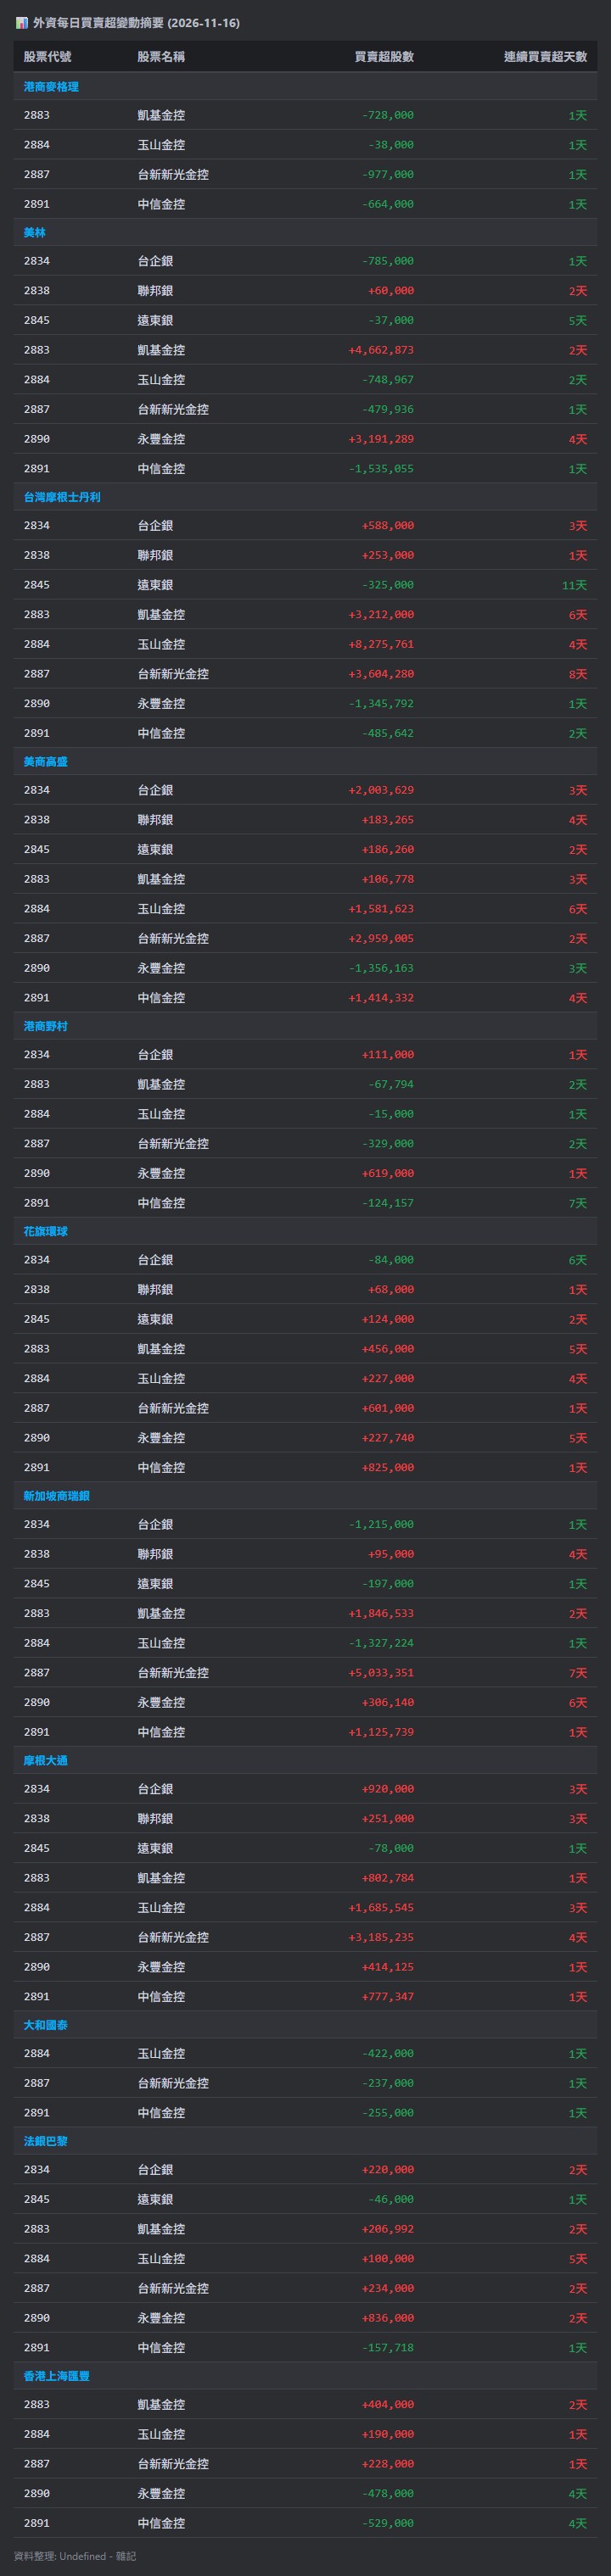 📊 外資每日買賣超變動摘要 (2026-11-16)
股票代號 股票名稱 買賣超股數 連續買賣超天數
港商麥格理
2883 凱基金控 -728,000 1天
2884 玉山金控 -38,000 1天
2887 台新新光金控 -977,000 1天
2891 中信金控 -664,000 1天
美林
2834 台企銀 -785,000 1天
2838 聯邦銀 +60,000 2天
2845 遠東銀 -37,000 5天
2883 凱基金控 +4,662,873 2天
2884 玉山金控 -748,967 2天
2887 台新新光金控 -479,936 1天
2890 永豐金控 +3,191,289 4天
2891 中信金控 -1,535,055 1天
台灣摩根士丹利
2834 台企銀 +588,000 3天
2838 聯邦銀 +253,000 1天
2845 遠東銀 -325,000 11天
2883 凱基金控 +3,212,000 6天
2884 玉山金控 +8,275,761 4天
2887 台新新光金控 +3,604,280 8天
2890 永豐金控 -1,345,792 1天
2891 中信金控 -485,642 2天
美商高盛
2834 台企銀 +2,003,629 3天
2838 聯邦銀 +183,265 4天
2845 遠東銀 +186,260 2天
2883 凱基金控 +106,778 3天
2884 玉山金控 +1,581,623 6天
2887 台新新光金控 +2,959,005 2天
2890 永豐金控 -1,356,163 3天
2891 中信金控 +1,414,332 4天
港商野村
2834 台企銀 +111,000 1天
2883 凱基金控 -67,794 2天
2884 玉山金控 -15,000 1天
2887 台新新光金控 -329,000 2天
2890 永豐金控 +619,000 1天
2891 中信金控 -124,157 7天
花旗環球
2834 台企銀 -84,000 6天
2838 聯邦銀 +68,000 1天
2845 遠東銀 +124,000 2天
2883 凱基金控 +456,000 5天
2884 玉山金控 +227,000 4天
2887 台新新光金控 +601,000 1天
2890 永豐金控 +227,740 5天
2891 中信金控 +825,000 1天
新加坡商瑞銀
2834 台企銀 -1,215,000 1天
2838 聯邦銀 +95,000 4天
2845 遠東銀 -197,000 1天
2883 凱基金控 +1,846,533 2天
2884 玉山金控 -1,327,224 1天
2887 台新新光金控 +5,033,351 7天
2890 永豐金控 +306,140 6天
2891 中信金控 +1,125,739 1天
摩根大通
2834 台企銀 +920,000 3天
2838 聯邦銀 +251,000 3天
2845 遠東銀 -78,000 1天
2883 凱基金控 +802,784 1天
2884 玉山金控 +1,685,545 3天
2887 台新新光金控 +3,185,235 4天
2890 永豐金控 +414,125 1天
2891 中信金控 +777,347 1天
大和國泰
2884 玉山金控 -422,000 1天
2887 台新新光金控 -237,000 1天
2891 中信金控 -255,000 1天
法銀巴黎
2834 台企銀 +220,000 2天
2845 遠東銀 -46,000 1天
2883 凱基金控 +206,992 2天
2884 玉山金控 +100,000 5天
2887 台新新光金控 +234,000 2天
2890 永豐金控 +836,000 2天
2891 中信金控 -157,718 1天
香港上海匯豐
2883 凱基金控 +404,000 2天
2884 玉山金控 +190,000 1天
2887 台新新光金控 +228,000 1天
2890 永豐金控 -478,000 4天
2891 中信金控 -529,000 4天
資料整理: Undefined - 雜記